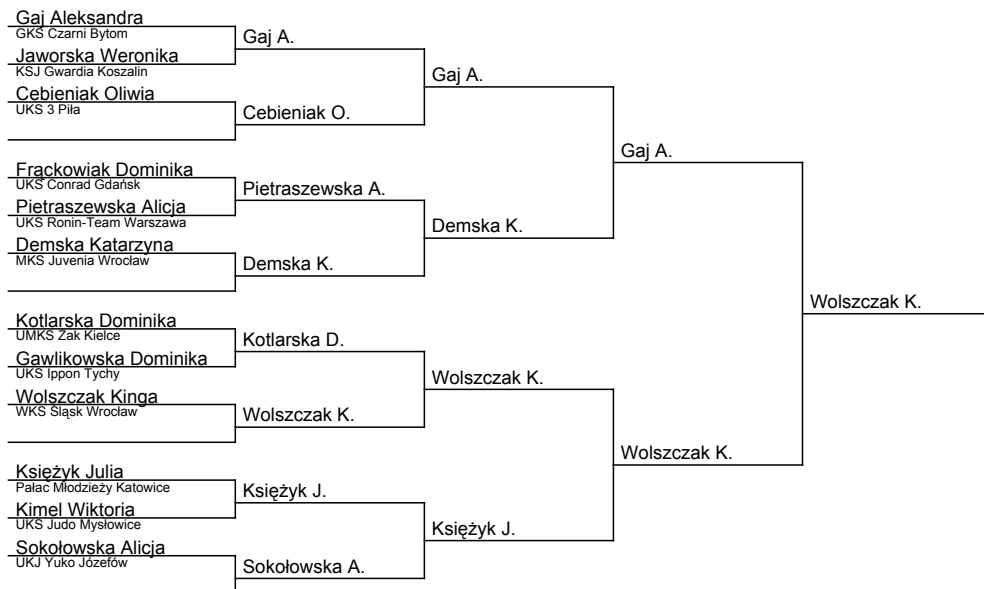 Gaj Aleksandra
GKS Czarni Bytom
Jaworska Weronika
KSJ Gwardia Koszalin
Cebieniak Oliwia
UKS 3 Piła
Frąckowiak Dominika
UKS Conrad Gdańsk
Pietraszewska Alicja
UKS Ronin-Team Warszawa
Demska Katarzyna
MKS Juvenia Wrocław
Kotlarska Dominika
UMKS Żak Kielce
Gawlikowska Dominika
UKS Ippon Tychy
Wolszczak Kinga
WKS Śląsk Wrocław
Księżyk Julia
Pałac Młodzieży Katowice
Kimel Wiktoria
UKS Judo Mysłowice
Sokołowska Alicja
UKJ Yuko Józefów
Gaj A.
Cebieniak O.
Pietraszewska A.
Demska K.
Kotlarska D.
Wolszczak K.
Księżyk J.
Sokołowska A.
Gaj A.
Demska K.
Wolszczak K.
Księżyk J.
Gaj A.
Wolszczak K.
Wolszczak K.